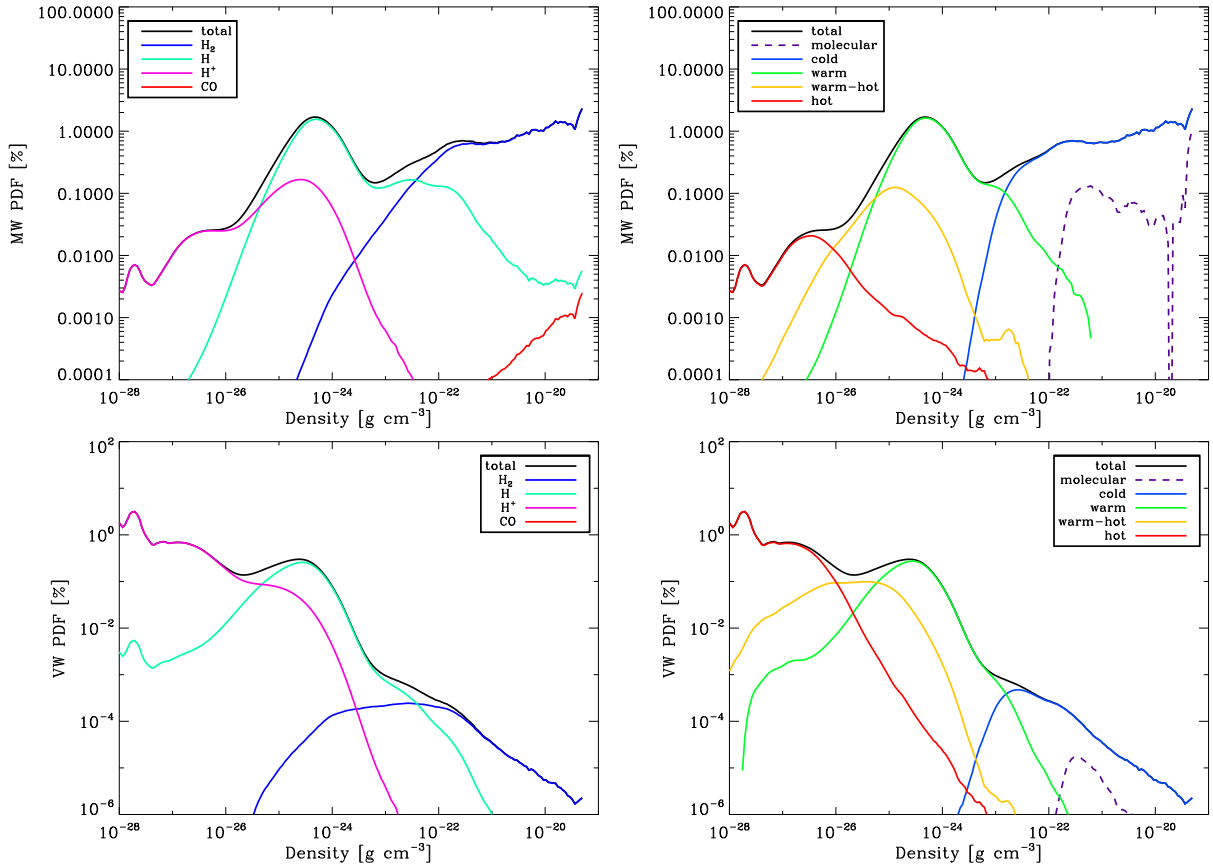 100.0000
10.0000
1.0000
0.1000
0.0100
0.0010
0.0001
MW PDF [%]
total
H₂
H
H⁺
CO
10⁻²⁸
10⁻²⁶
10⁻²⁴
10⁻²²
10⁻²⁰
Density [g cm⁻³]
100.0000
10.0000
1.0000
0.1000
0.0100
0.0010
0.0001
MW PDF [%]
total
molecular
cold
warm
warm-hot
hot
10⁻²⁸
10⁻²⁶
10⁻²⁴
10⁻²²
10⁻²⁰
Density [g cm⁻³]
10²
10⁰
10⁻²
10⁻⁴
10⁻⁶
VW PDF [%]
total
H₂
H
H⁺
CO
10⁻²⁸
10⁻²⁶
10⁻²⁴
10⁻²²
10⁻²⁰
Density [g cm⁻³]
10²
10⁰
10⁻²
10⁻⁴
10⁻⁶
VW PDF [%]
total
molecular
cold
warm
warm-hot
hot
10⁻²⁸
10⁻²⁶
10⁻²⁴
10⁻²²
10⁻²⁰
Density [g cm⁻³]